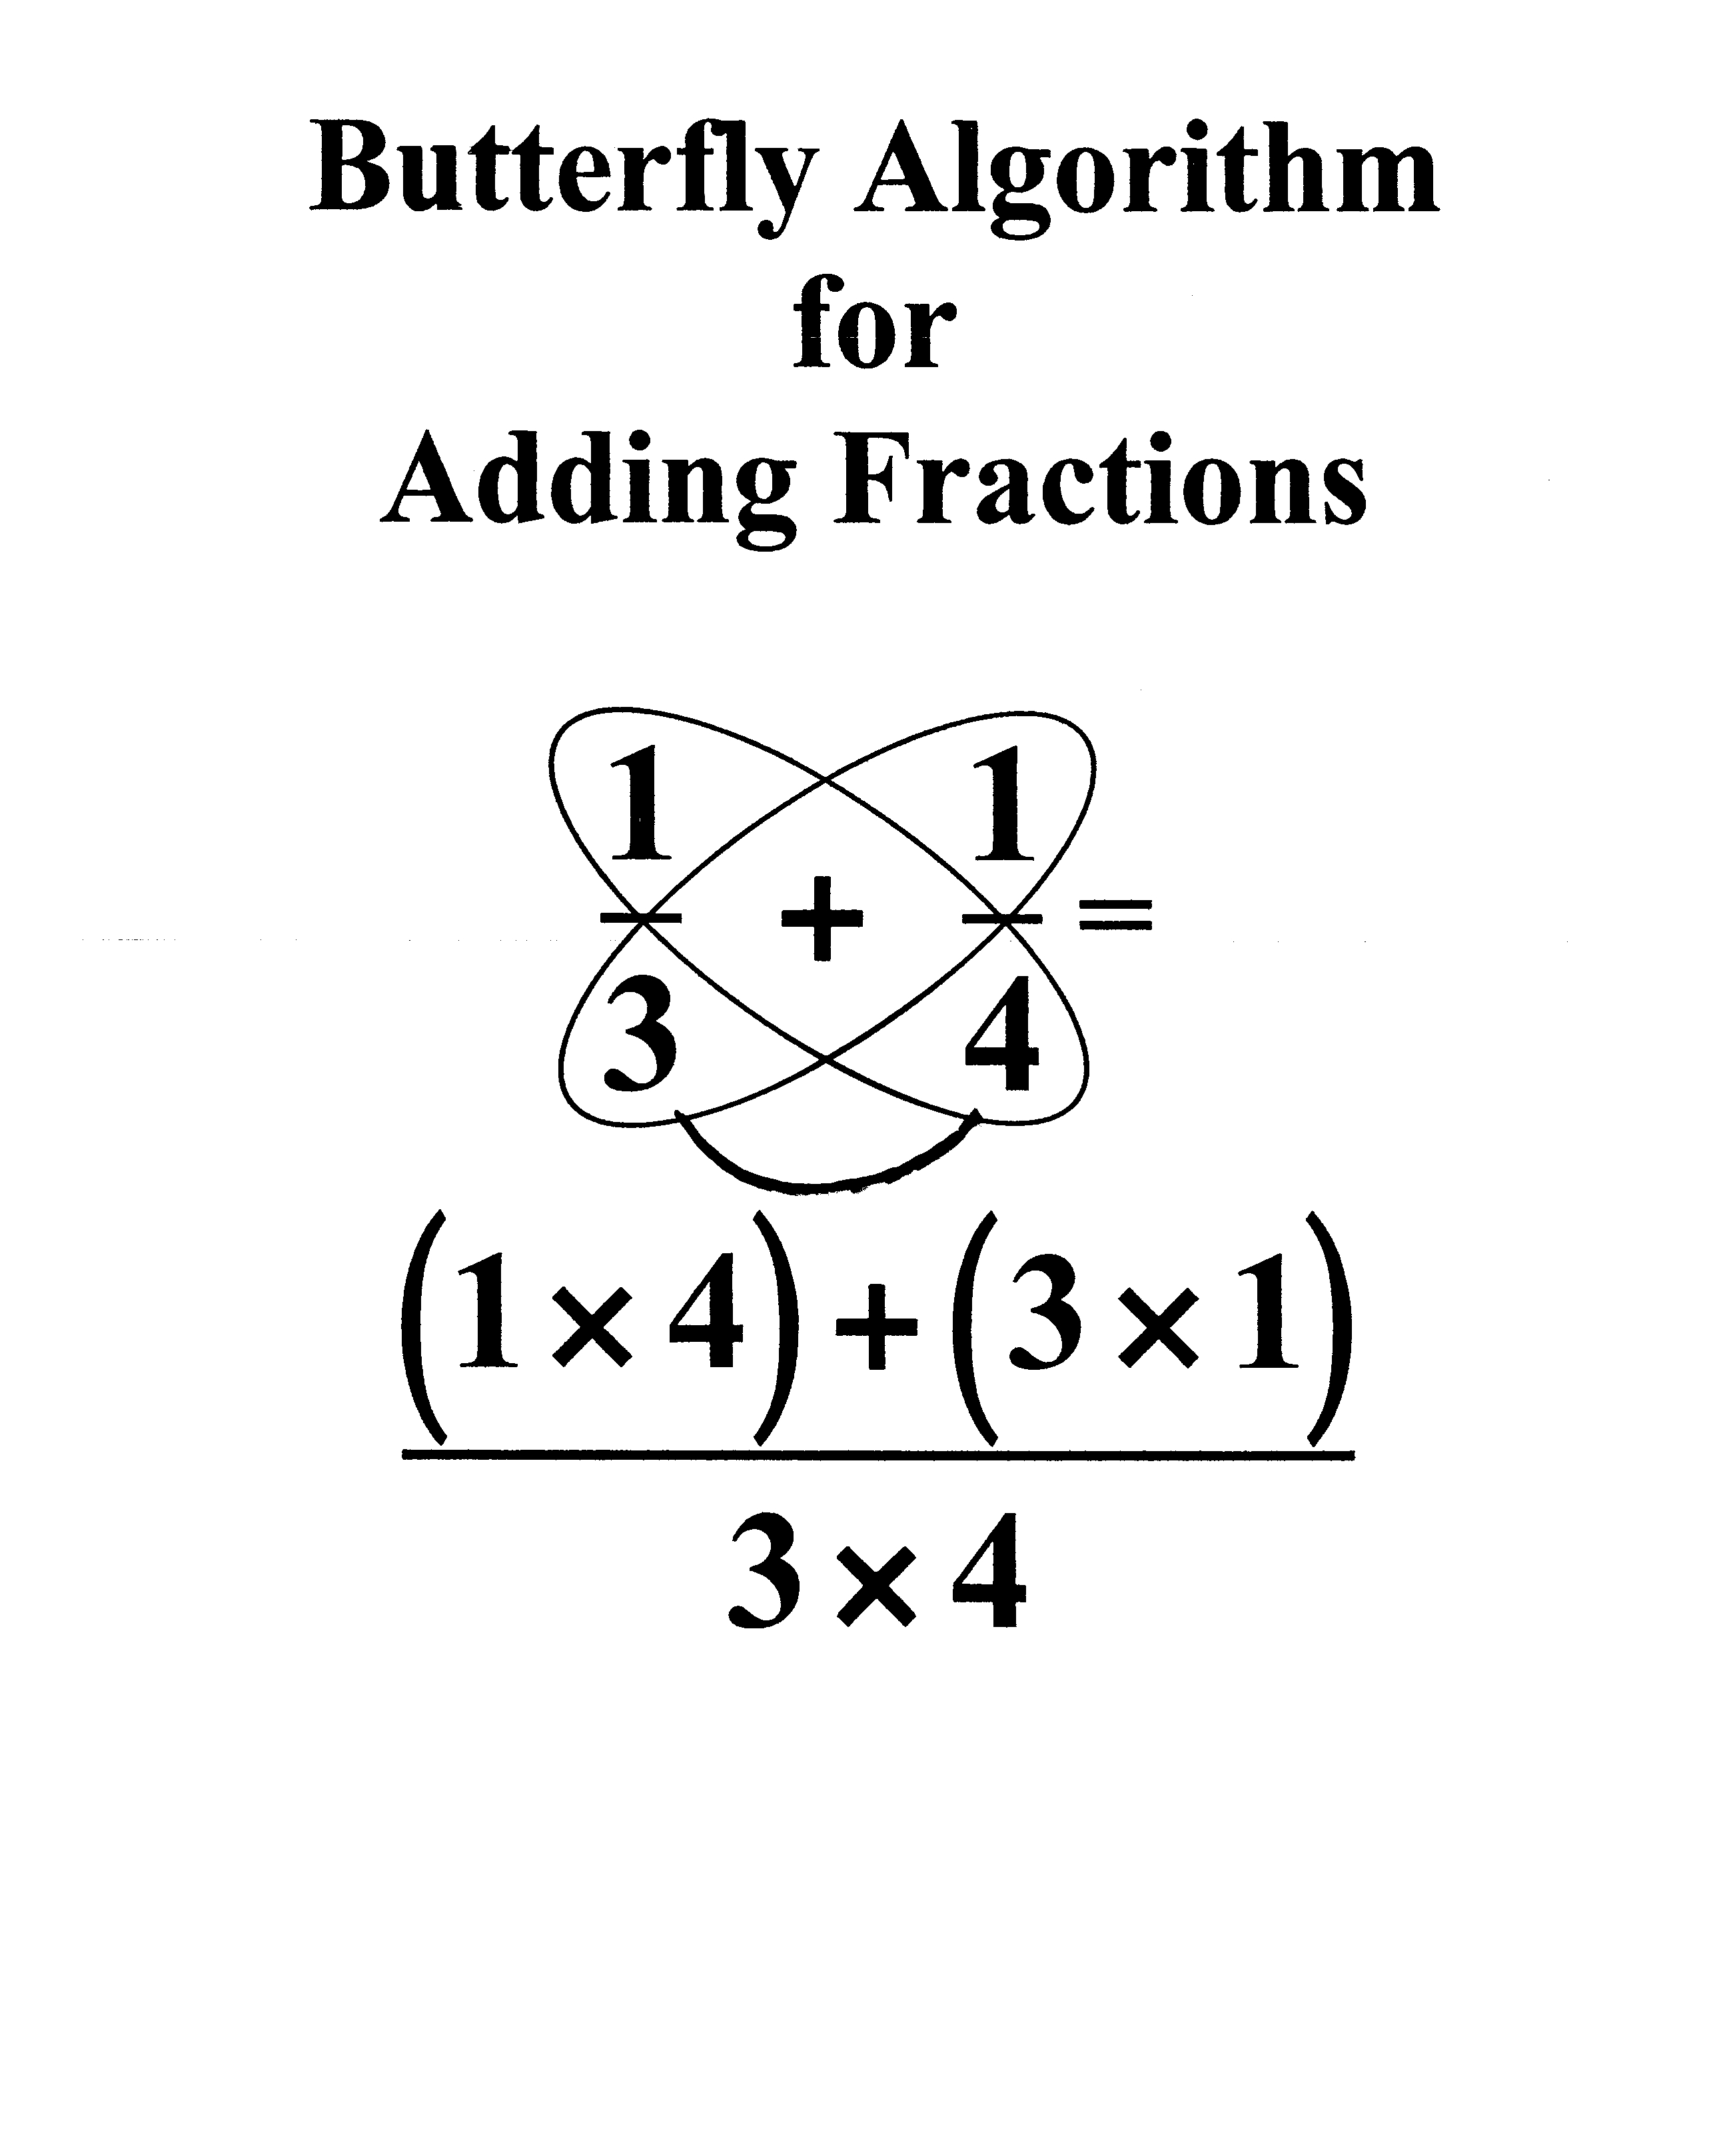 Butterfly Algorithm
for
Adding Fractions
1 1
+ =
3 4
(1×4)+(3×1)
3×4